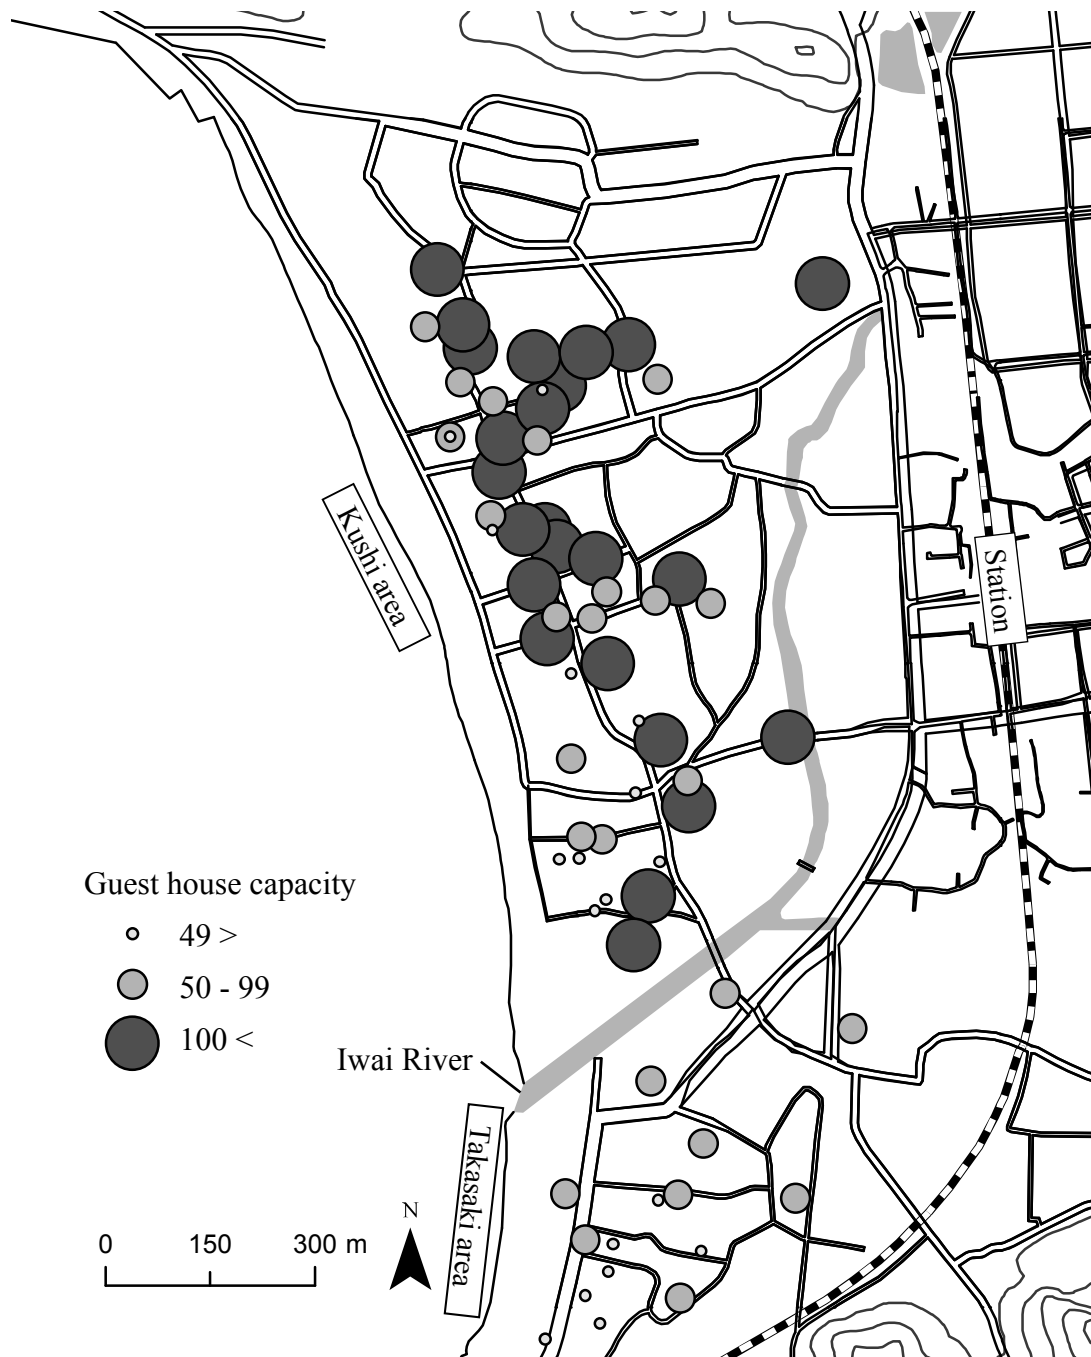 Kushi area
Station
Guest house capacity
49 >
50 - 99
100 <
Iwai River
Takasaki area
N
0 150 300 m